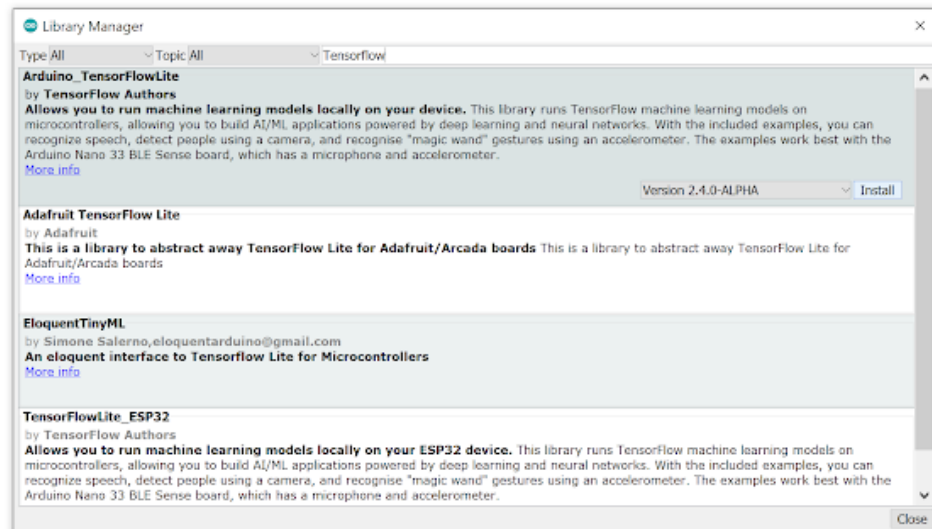 Library Manager
Type All Topic All Tensorflow
Arduino_TensorFlowLite
by TensorFlow Authors
Allows you to run machine learning models locally on your device. This library runs TensorFlow machine learning models on
microcontrollers, allowing you to build AI/ML applications powered by deep learning and neural networks. With the included examples, you can
recognize speech, detect people using a camera, and recognise "magic wand" gestures using an accelerometer. The examples work best with the
Arduino Nano 33 BLE Sense board, which has a microphone and accelerometer.
More info
Version 2.4.0-ALPHA Install
Adafruit TensorFlow Lite
by Adafruit
This is a library to abstract away TensorFlow Lite for Adafruit/Arcada boards This is a library to abstract away TensorFlow Lite for
Adafruit/Arcada boards
More info
EloquentTinyML
by Simone Salerno,eloquentarduino@gmail.com
An eloquent interface to Tensorflow Lite for Microcontrollers
More info
TensorFlowLite_ESP32
by TensorFlow Authors
Allows you to run machine learning models locally on your ESP32 device. This library runs TensorFlow machine learning models on
microcontrollers, allowing you to build AI/ML applications powered by deep learning and neural networks. With the included examples, you can
recognize speech, detect people using a camera, and recognise "magic wand" gestures using an accelerometer. The examples work best with the
Arduino Nano 33 BLE Sense board, which has a microphone and accelerometer.
Close